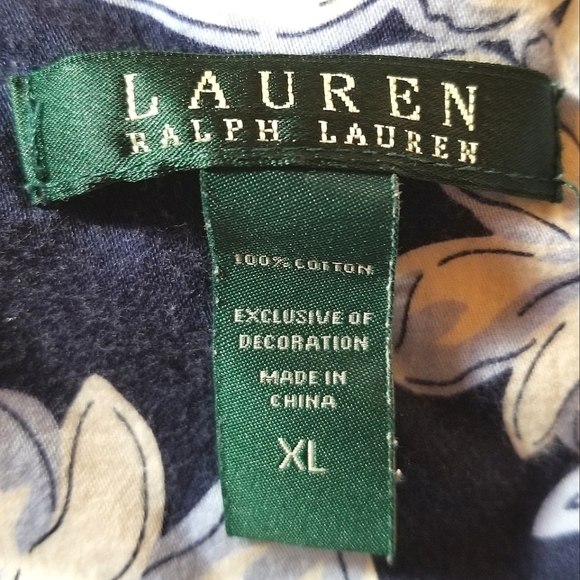 LAUREN
RALPH LAUREN
100% COTTON
EXCLUSIVE OF
DECORATION
MADE IN
CHINA
XL